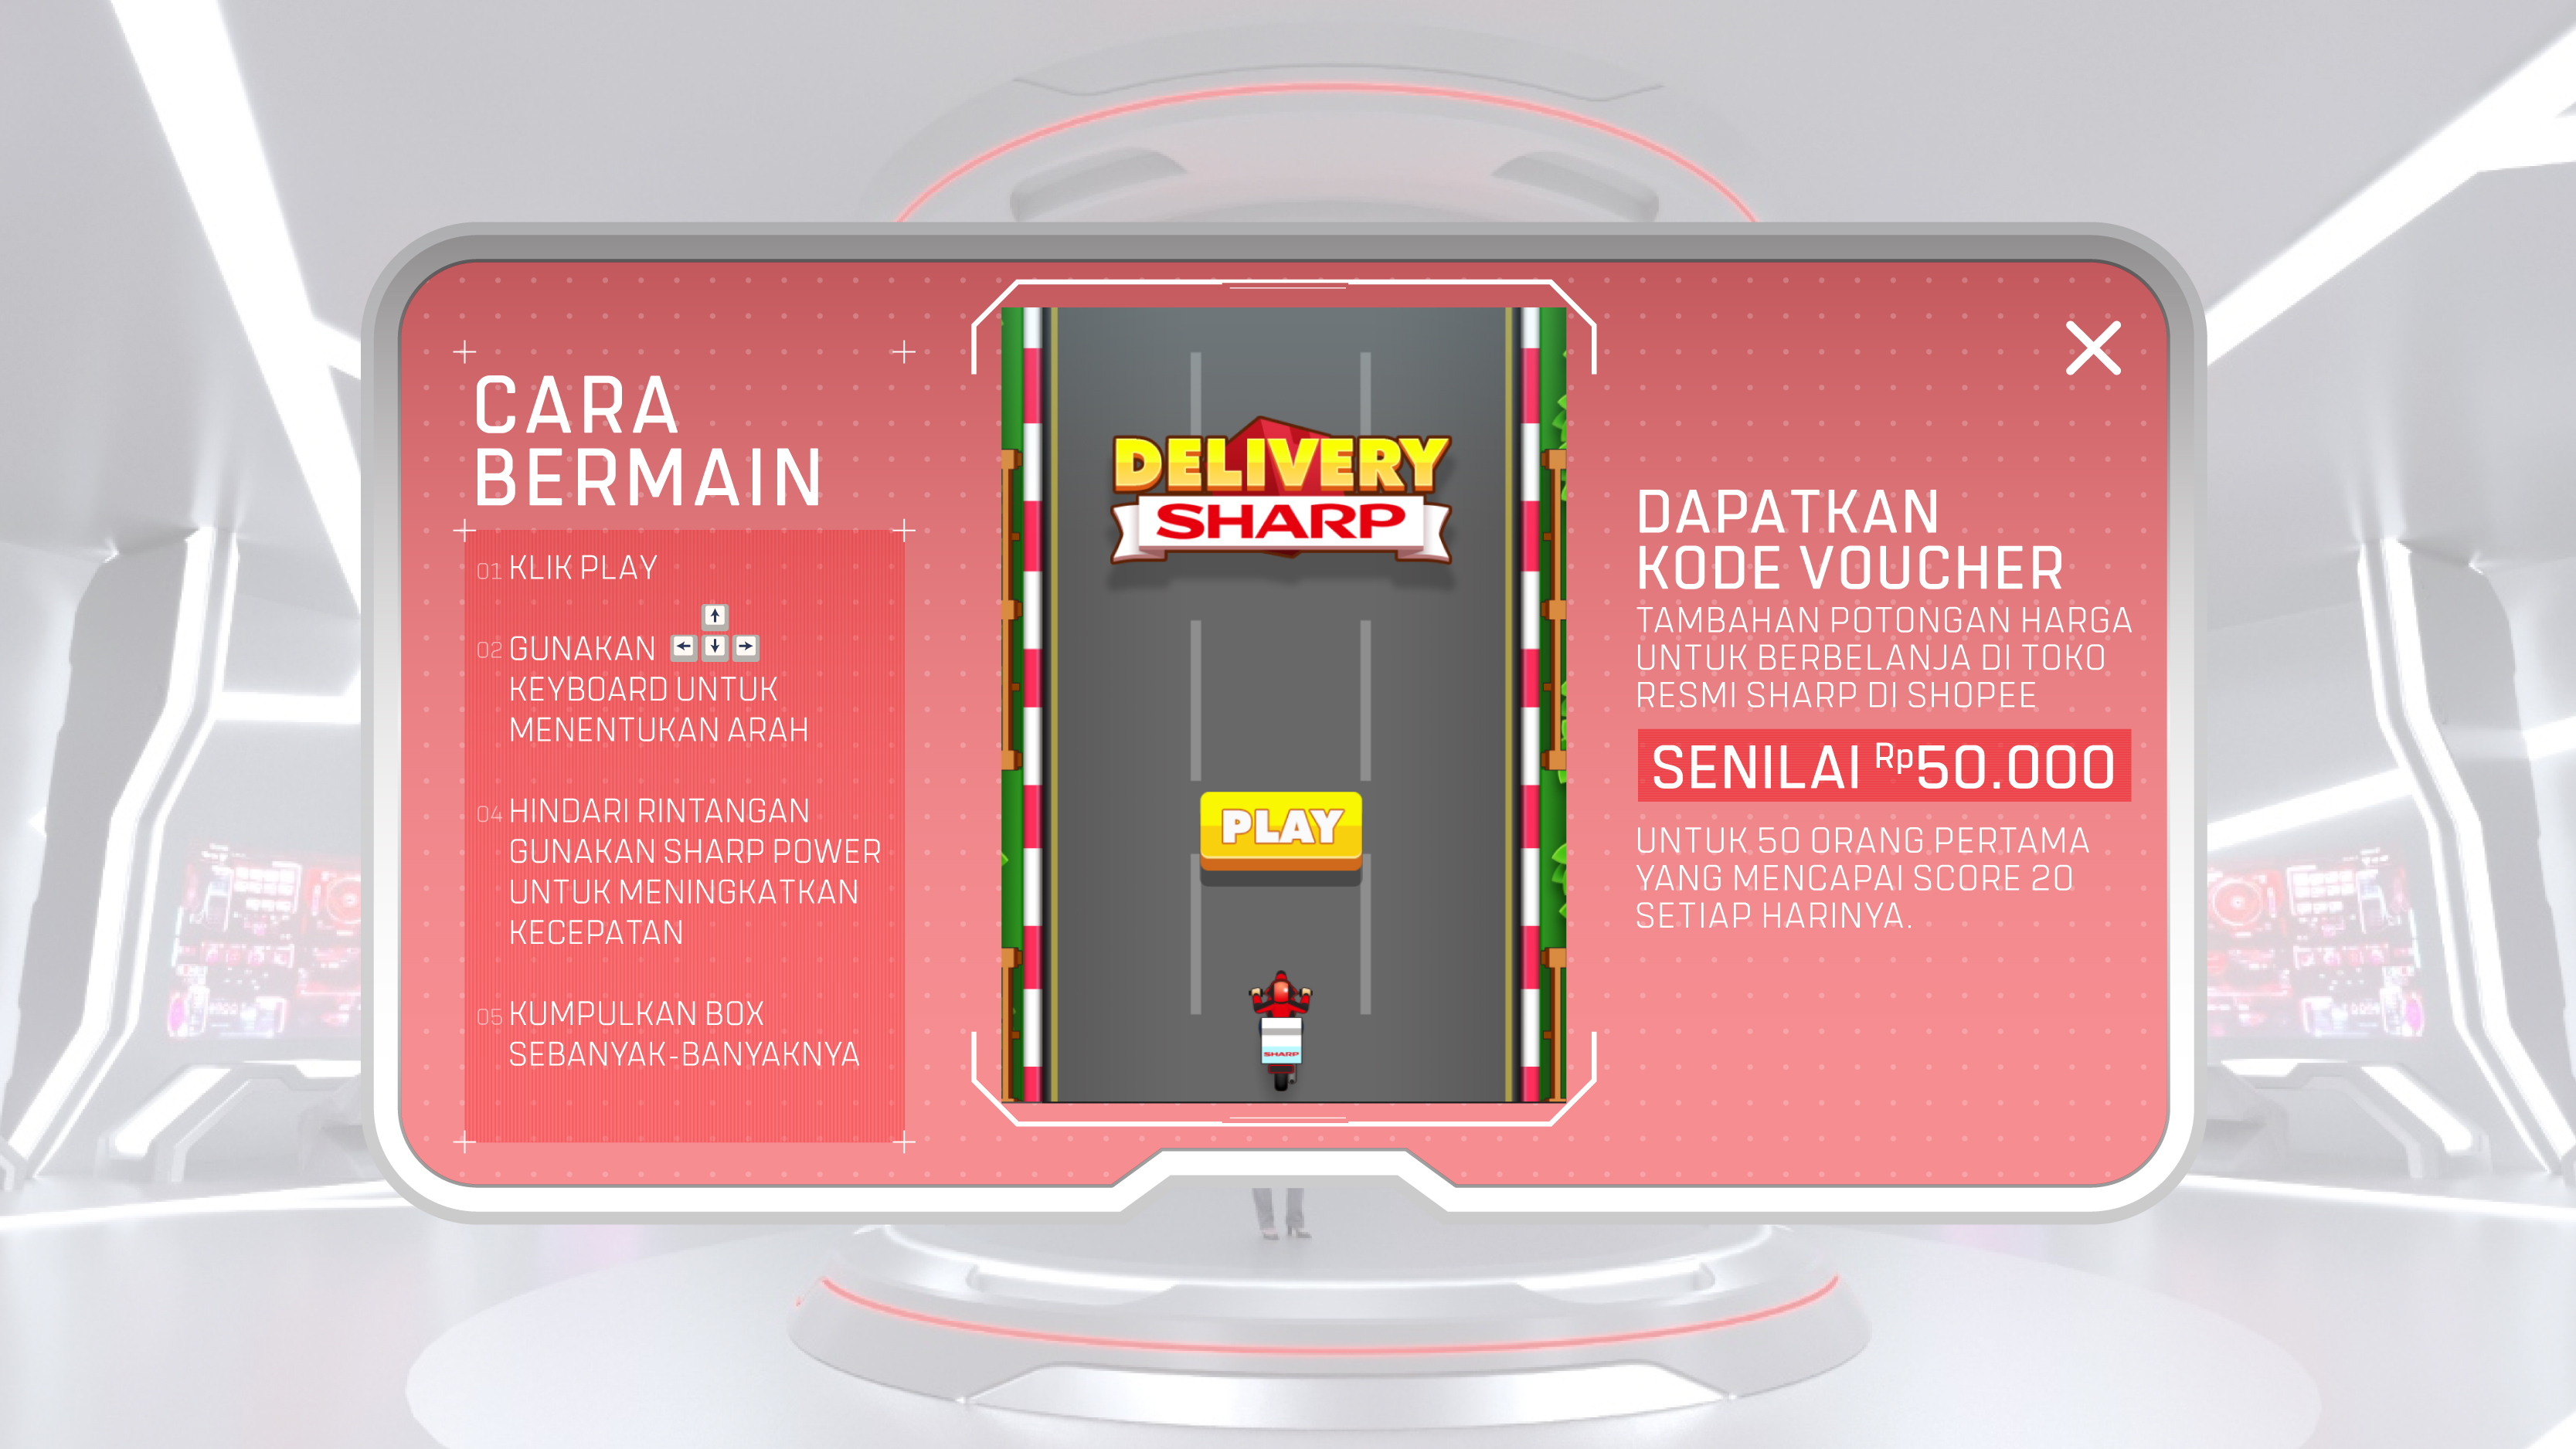 CARA
BERMAIN
01 KLIK PLAY
02 GUNAKAN ↑ ← ↓ →
KEYBOARD UNTUK
MENENTUKAN ARAH
04 HINDARI RINTANGAN
GUNAKAN SHARP POWER
UNTUK MENINGKATKAN
KECEPATAN
05 KUMPULKAN BOX
SEBANYAK-BANYAKNYA
DELIVERY
SHARP
PLAY
SHARP
DAPATKAN
KODE VOUCHER
TAMBAHAN POTONGAN HARGA
UNTUK BERBELANJA DI TOKO
RESMI SHARP DI SHOPEE
SENILAI Rp50.000
UNTUK 50 ORANG PERTAMA
YANG MENCAPAI SCORE 20
SETIAP HARINYA.